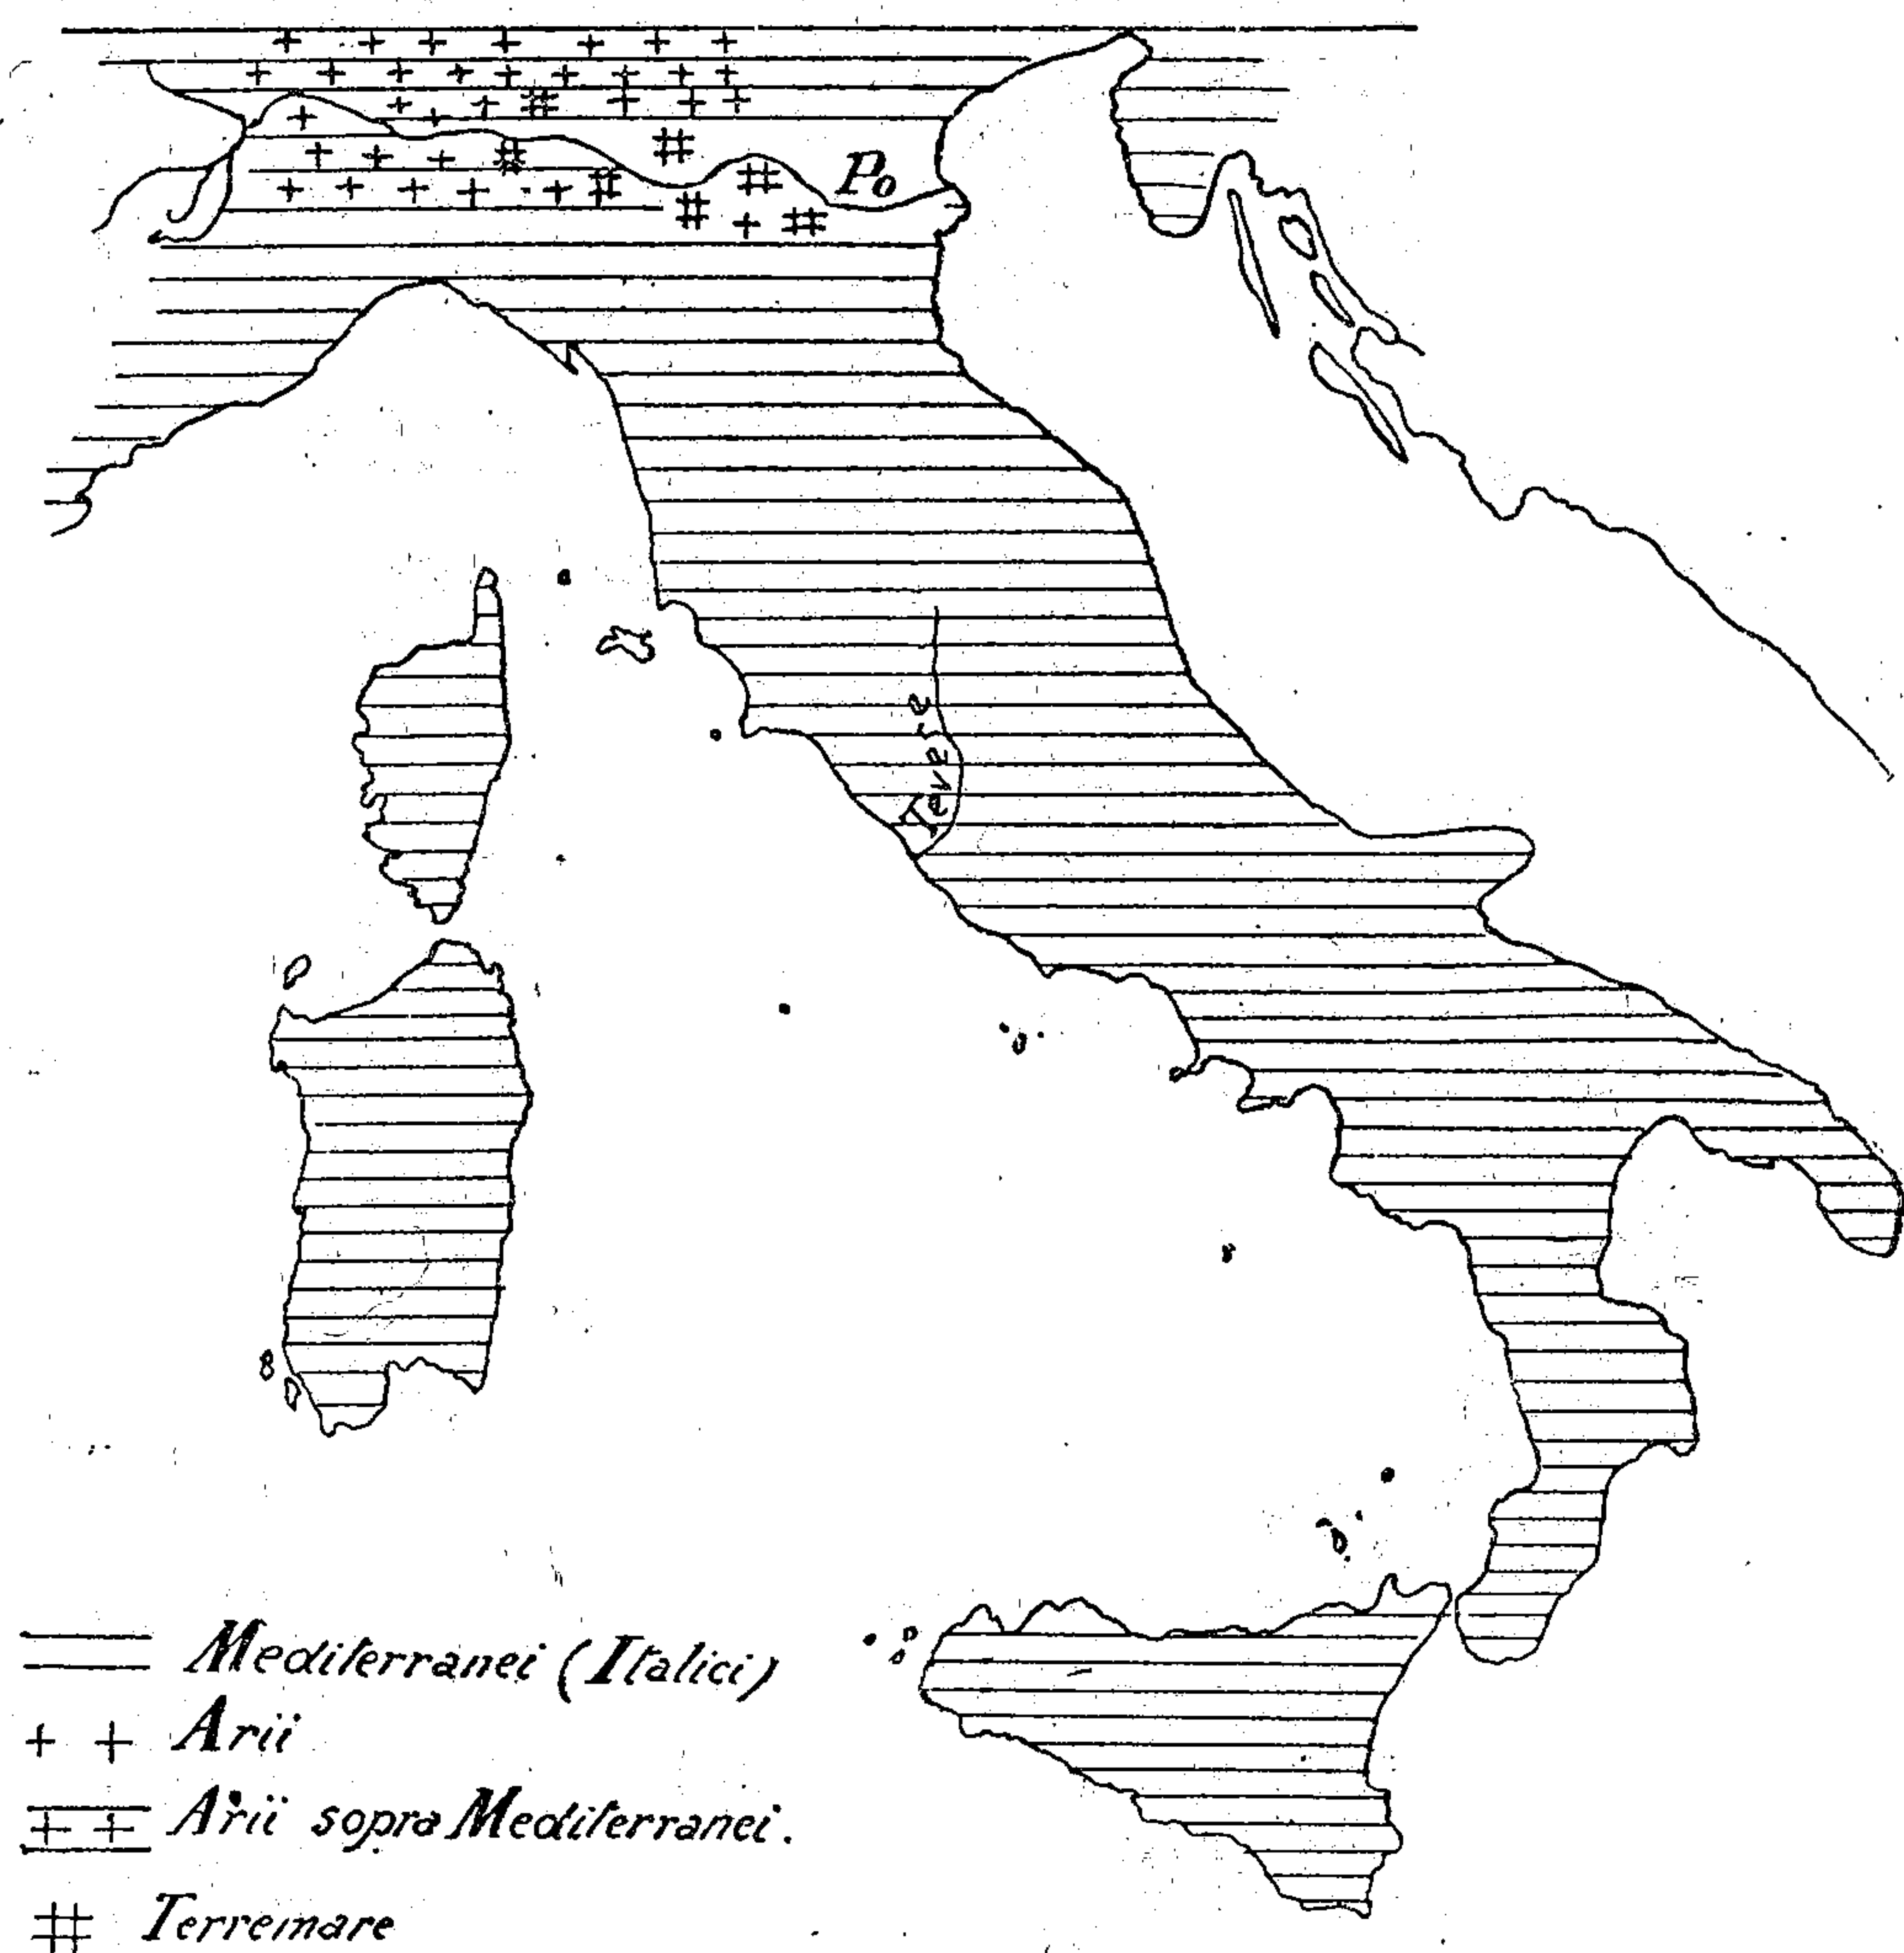 Po
Tevere
Mediterranei (Italici)
+ + Arii
Arii sopra Mediterranei.
Terremare